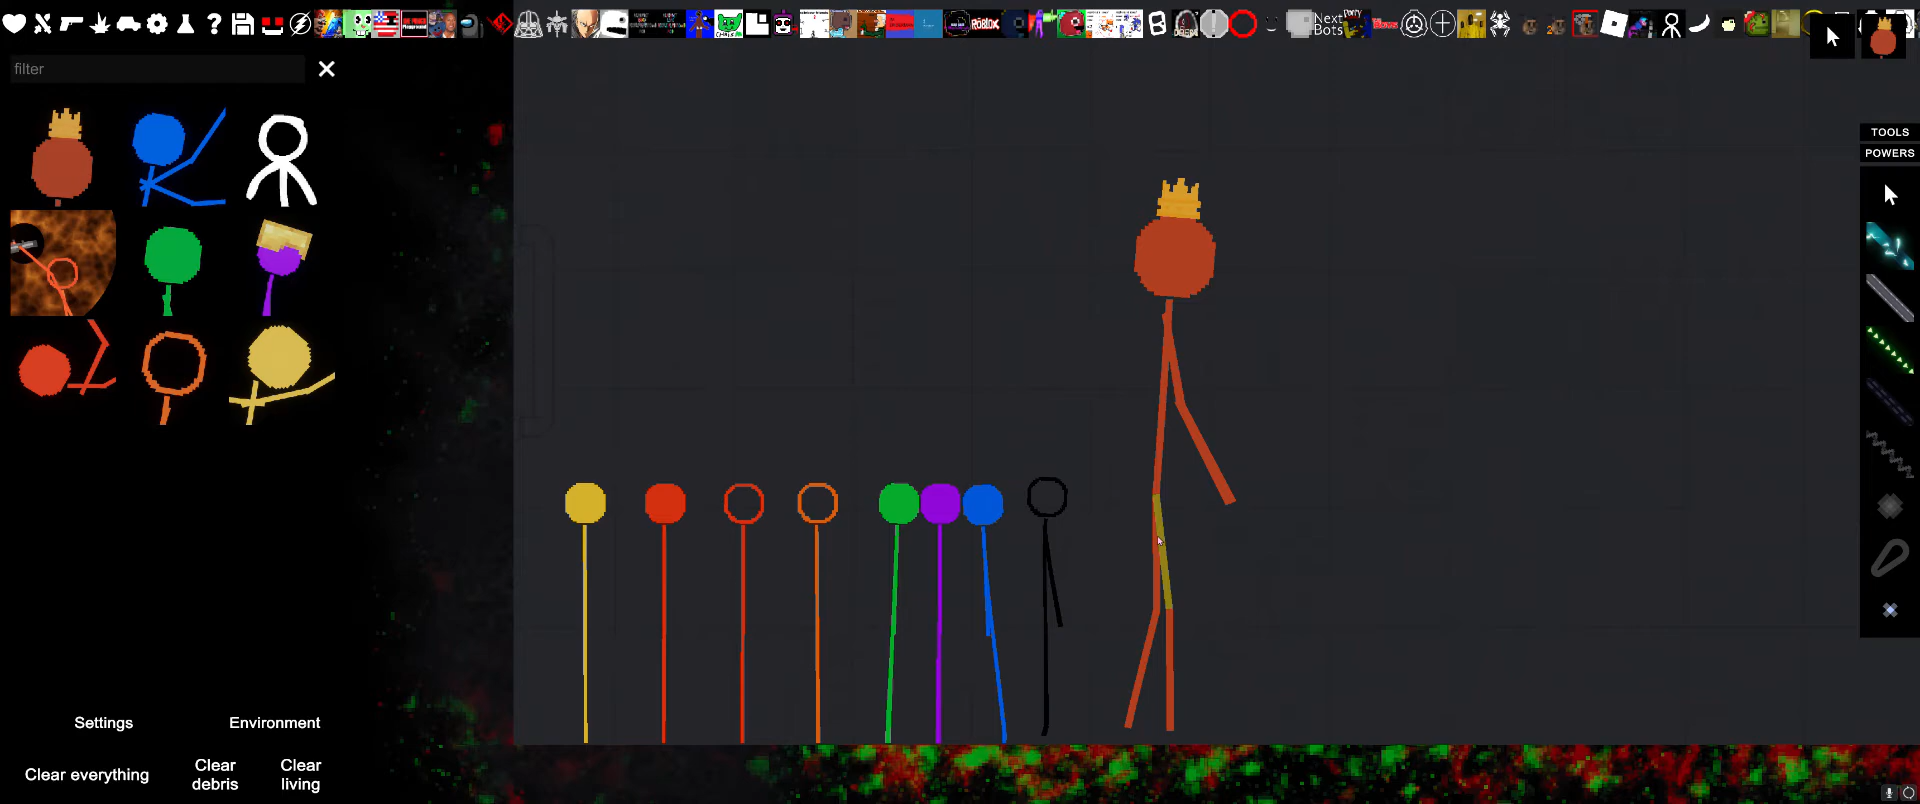 Next
Bots
ROBLOX
filter
TOOLS
POWERS
Settings
Environment
Clear everything
Clear
debris
Clear
living